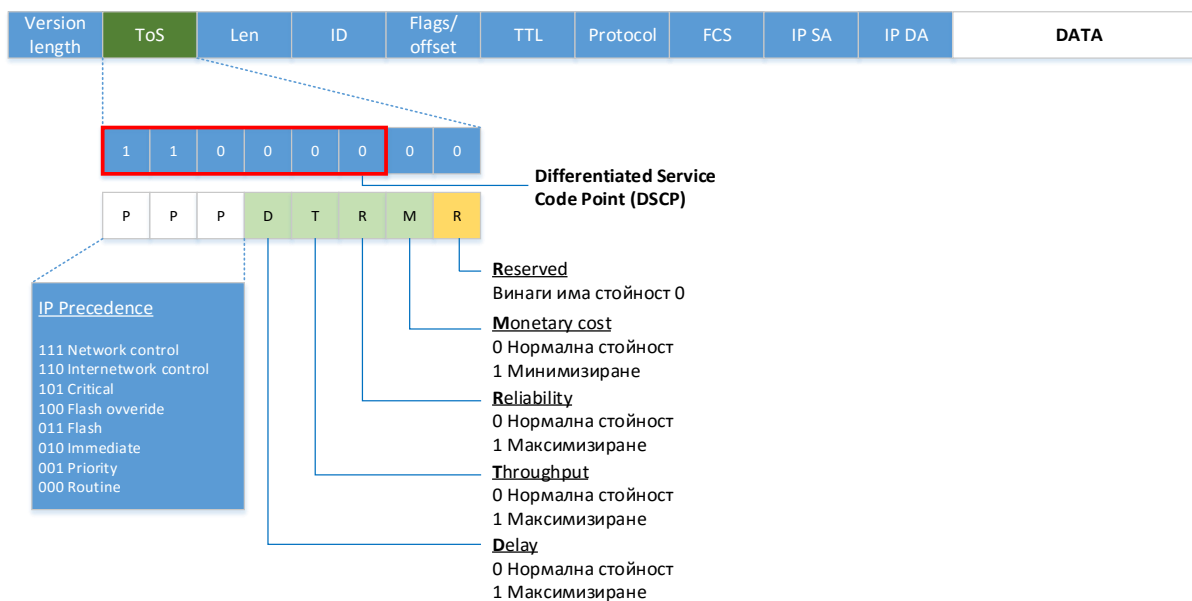 Version length
ToS
Len
ID
Flags/ offset
TTL
Protocol
FCS
IP SA
IP DA
DATA
1 1 0 0 0 0 0 0
Differentiated Service
Code Point (DSCP)
P P P D T R M R
IP Precedence
111 Network control
110 Internetwork control
101 Critical
100 Flash ovveride
011 Flash
010 Immediate
001 Priority
000 Routine
Reserved
Винаги има стойност 0
Monetary cost
0 Нормална стойност
1 Минимизиране
Reliability
0 Нормална стойност
1 Максимизиране
Throughput
0 Нормална стойност
1 Максимизиране
Delay
0 Нормална стойност
1 Максимизиране